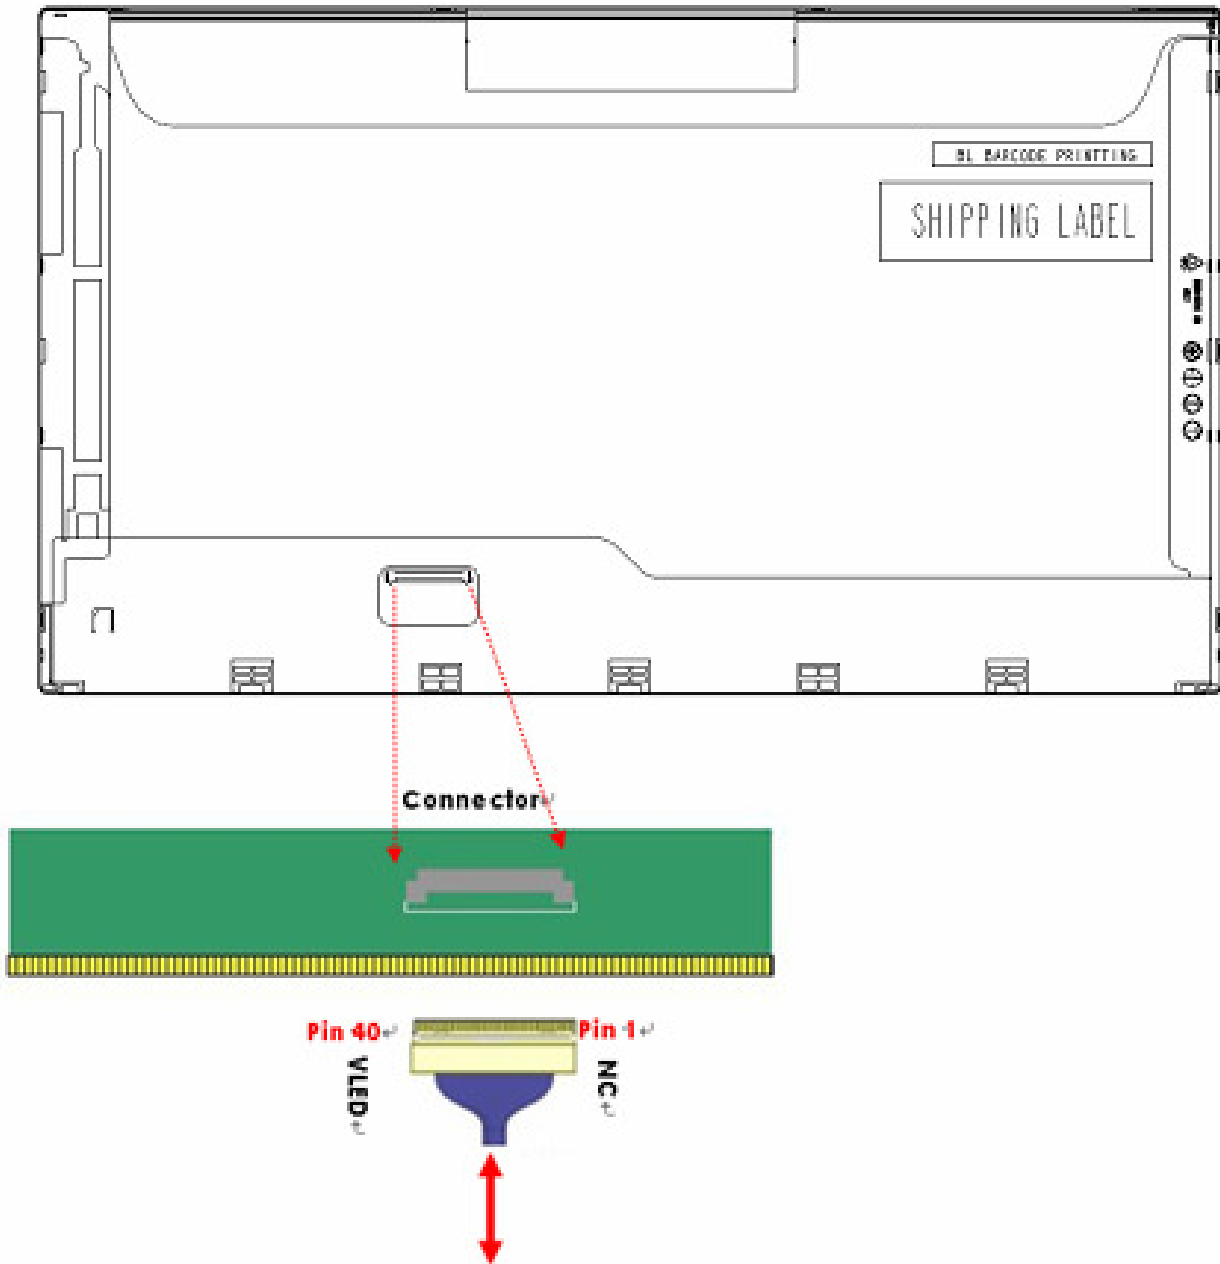 BL BARCODE PRINTTING
SHIPPING LABEL
Connector
Pin 40
Pin 1
VLED
NC